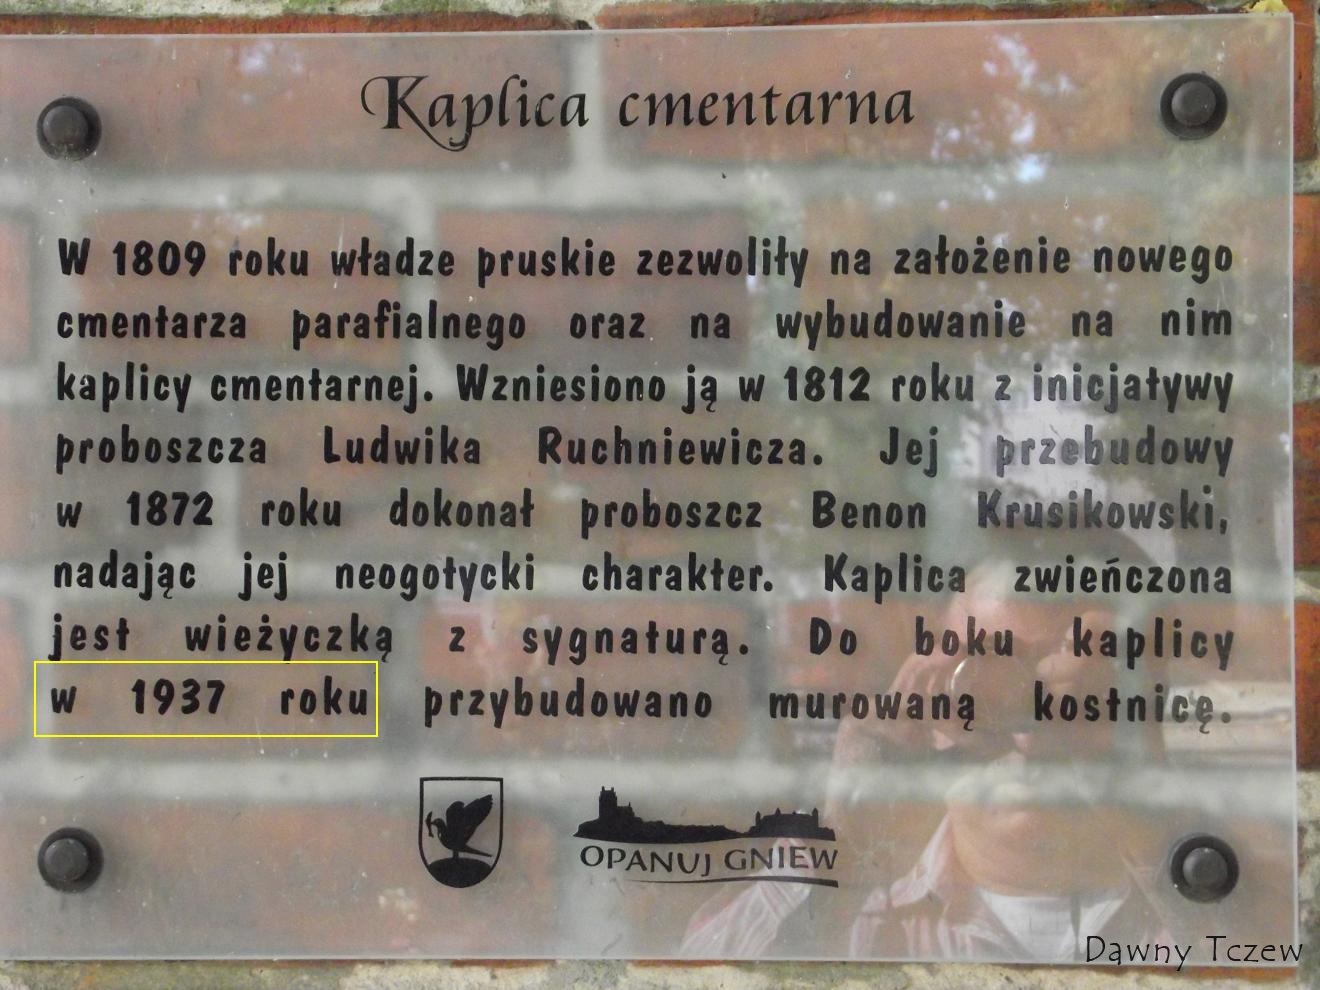 Kaplica cmentarna
W 1809 roku władze pruskie zezwoliły na założenie nowego
cmentarza parafialnego oraz na wybudowanie na nim
kaplicy cmentarnej. Wzniesiono ją w 1812 roku z inicjatywy
proboszcza Ludwika Ruchniewicza. Jej przebudowy
w 1872 roku dokonał proboszcz Benon Krusikowski,
nadając jej neogotycki charakter. Kaplica zwieńczona
jest wieżyczką z sygnaturą. Do boku kaplicy
w 1937 roku przybudowano murowaną kostnicę.
OPANUJ GNIEW
Dawny Tczew